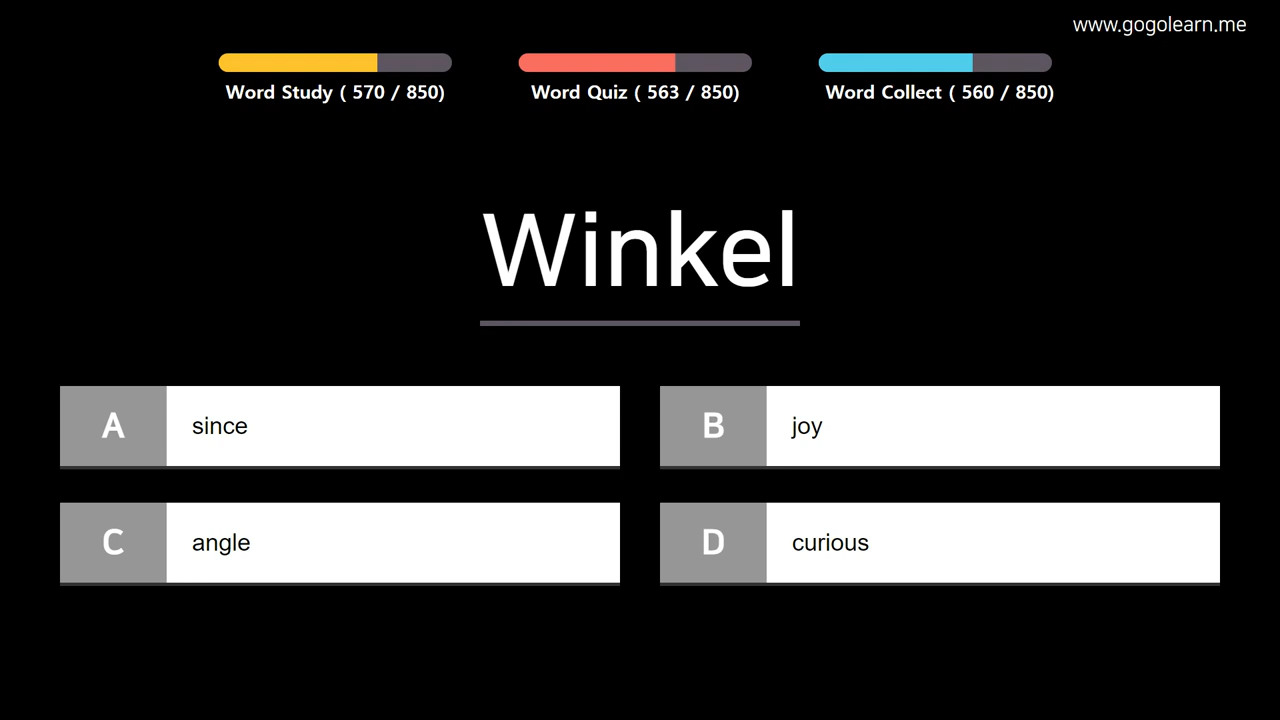 www.gogolearn.me
Word Study ( 570 / 850)
Word Quiz ( 563 / 850)
Word Collect ( 560 / 850)
Winkel
A since
B joy
C angle
D curious